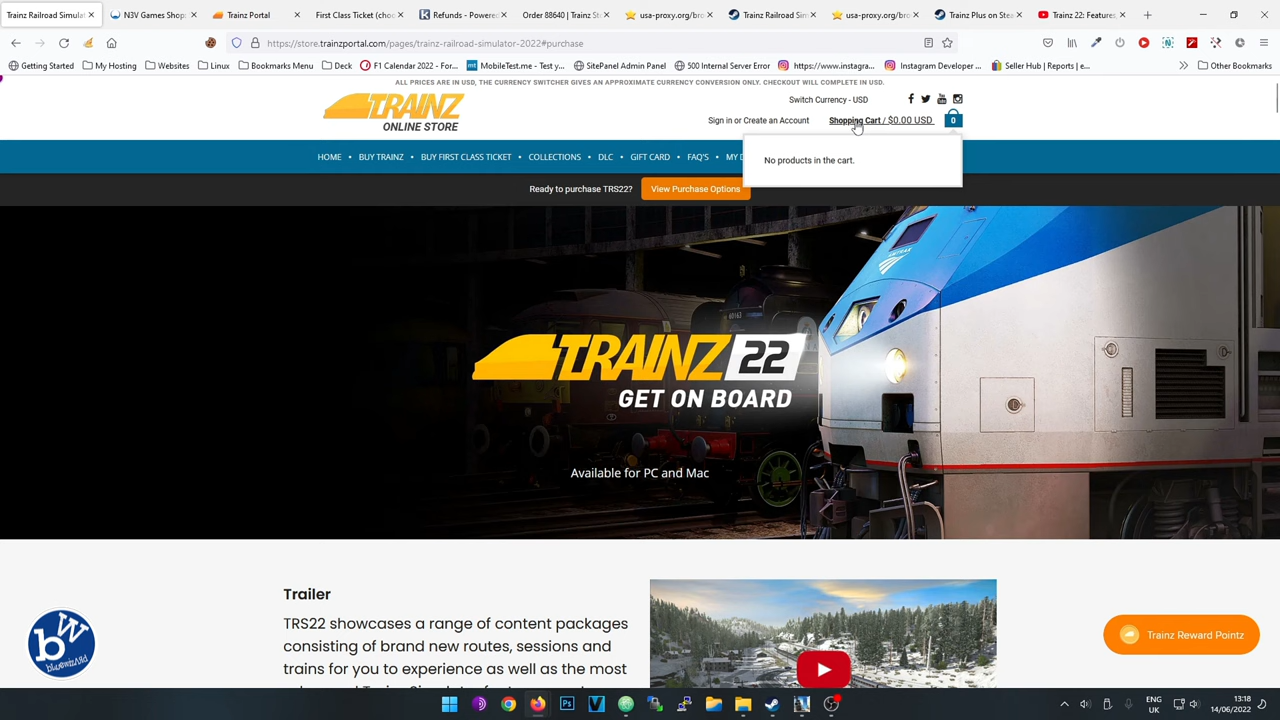 Trainz Railroad Simulat
N3V Games Shop
Trainz Portal
First Class Ticket (choo
Refunds - Powere
Order 88640 | Trainz St
usa-proxy.org/bro
Trainz Railroad Sim
usa-proxy.org/bro
Trainz Plus on Stea
Trainz 22: Features,
https://store.trainzportal.com/pages/trainz-railroad-simulator-2022#purchase
Getting Started
My Hosting
Websites
Linux
Bookmarks Menu
Deck
F1 Calendar 2022 - For...
MobileTest.me - Test y...
SitePanel Admin Panel
500 Internal Server Error
https://www.instagra...
Instagram Developer ...
Seller Hub | Reports | e...
Other Bookmarks
ALL PRICES ARE IN USD, THE CURRENCY SWITCHER GIVES AN APPROXIMATE CURRENCY CONVERSION ONLY. CHECKOUT WILL COMPLETE IN USD.
TRAINZ
ONLINE STORE
Switch Currency - USD
Sign in or Create an Account
Shopping Cart / $0.00 USD
0
No products in the cart.
HOME • BUY TRAINZ • BUY FIRST CLASS TICKET • COLLECTIONS • DLC • GIFT CARD • FAQ'S • MY D
Ready to purchase TRS22?
View Purchase Options
AMTRAK
60163
TRAINZ 22
GET ON BOARD
Available for PC and Mac
Trailer
TRS22 showcases a range of content packages
consisting of brand new routes, sessions and
trains for you to experience as well as the most
bw
Trainz Reward Pointz
ENG
UK
13:18
14/06/2022